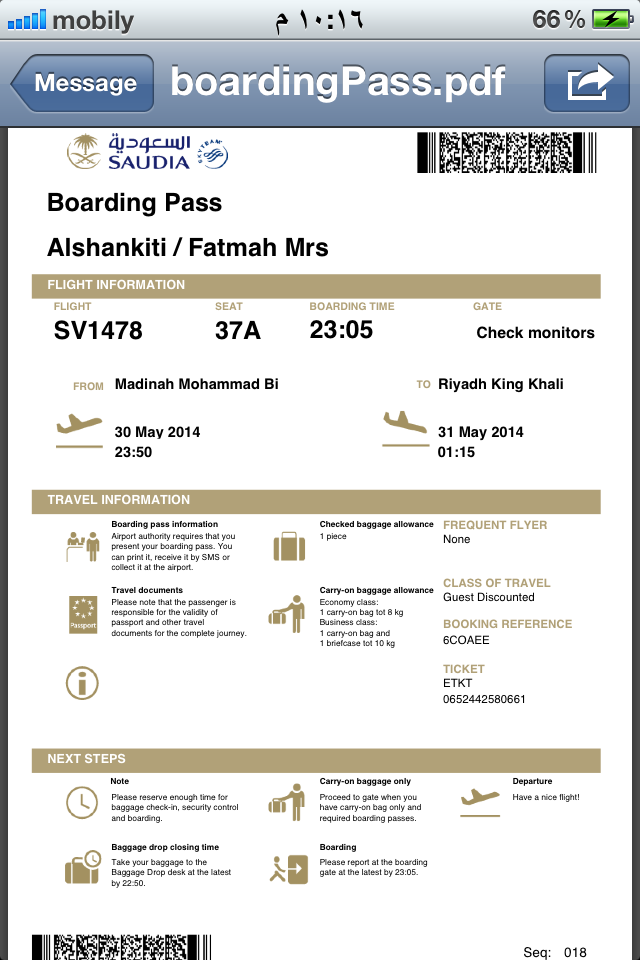 mobily
١٠:١٦ م
66%
Message
boardingPass.pdf
السعودية
SAUDIA
SKYTEAM
Boarding Pass
Alshankiti / Fatmah Mrs
FLIGHT INFORMATION
FLIGHT SEAT BOARDING TIME GATE
SV1478 37A 23:05 Check monitors
FROM Madinah Mohammad Bi TO Riyadh King Khali
30 May 2014 31 May 2014
23:50 01:15
TRAVEL INFORMATION
Boarding pass information
Airport authority requires that you
present your boarding pass. You
can print it, receive it by SMS or
collect it at the airport.
Checked baggage allowance
1 piece
FREQUENT FLYER
None
Passport
Travel documents
Please note that the passenger is
responsible for the validity of
passport and other travel
documents for the complete journey.
Carry-on baggage allowance
Economy class:
1 carry-on bag tot 8 kg
Business class:
1 carry-on bag and
1 briefcase tot 10 kg
CLASS OF TRAVEL
Guest Discounted
BOOKING REFERENCE
6COAEE
TICKET
ETKT
0652442580661
NEXT STEPS
Note
Please reserve enough time for
baggage check-in, security control
and boarding.
Carry-on baggage only
Proceed to gate when you
have carry-on bag only and
required boarding passes.
Departure
Have a nice flight!
Baggage drop closing time
Take your baggage to the
Baggage Drop desk at the latest
by 22:50.
Boarding
Please report at the boarding
gate at the latest by 23:05.
Seq: 018